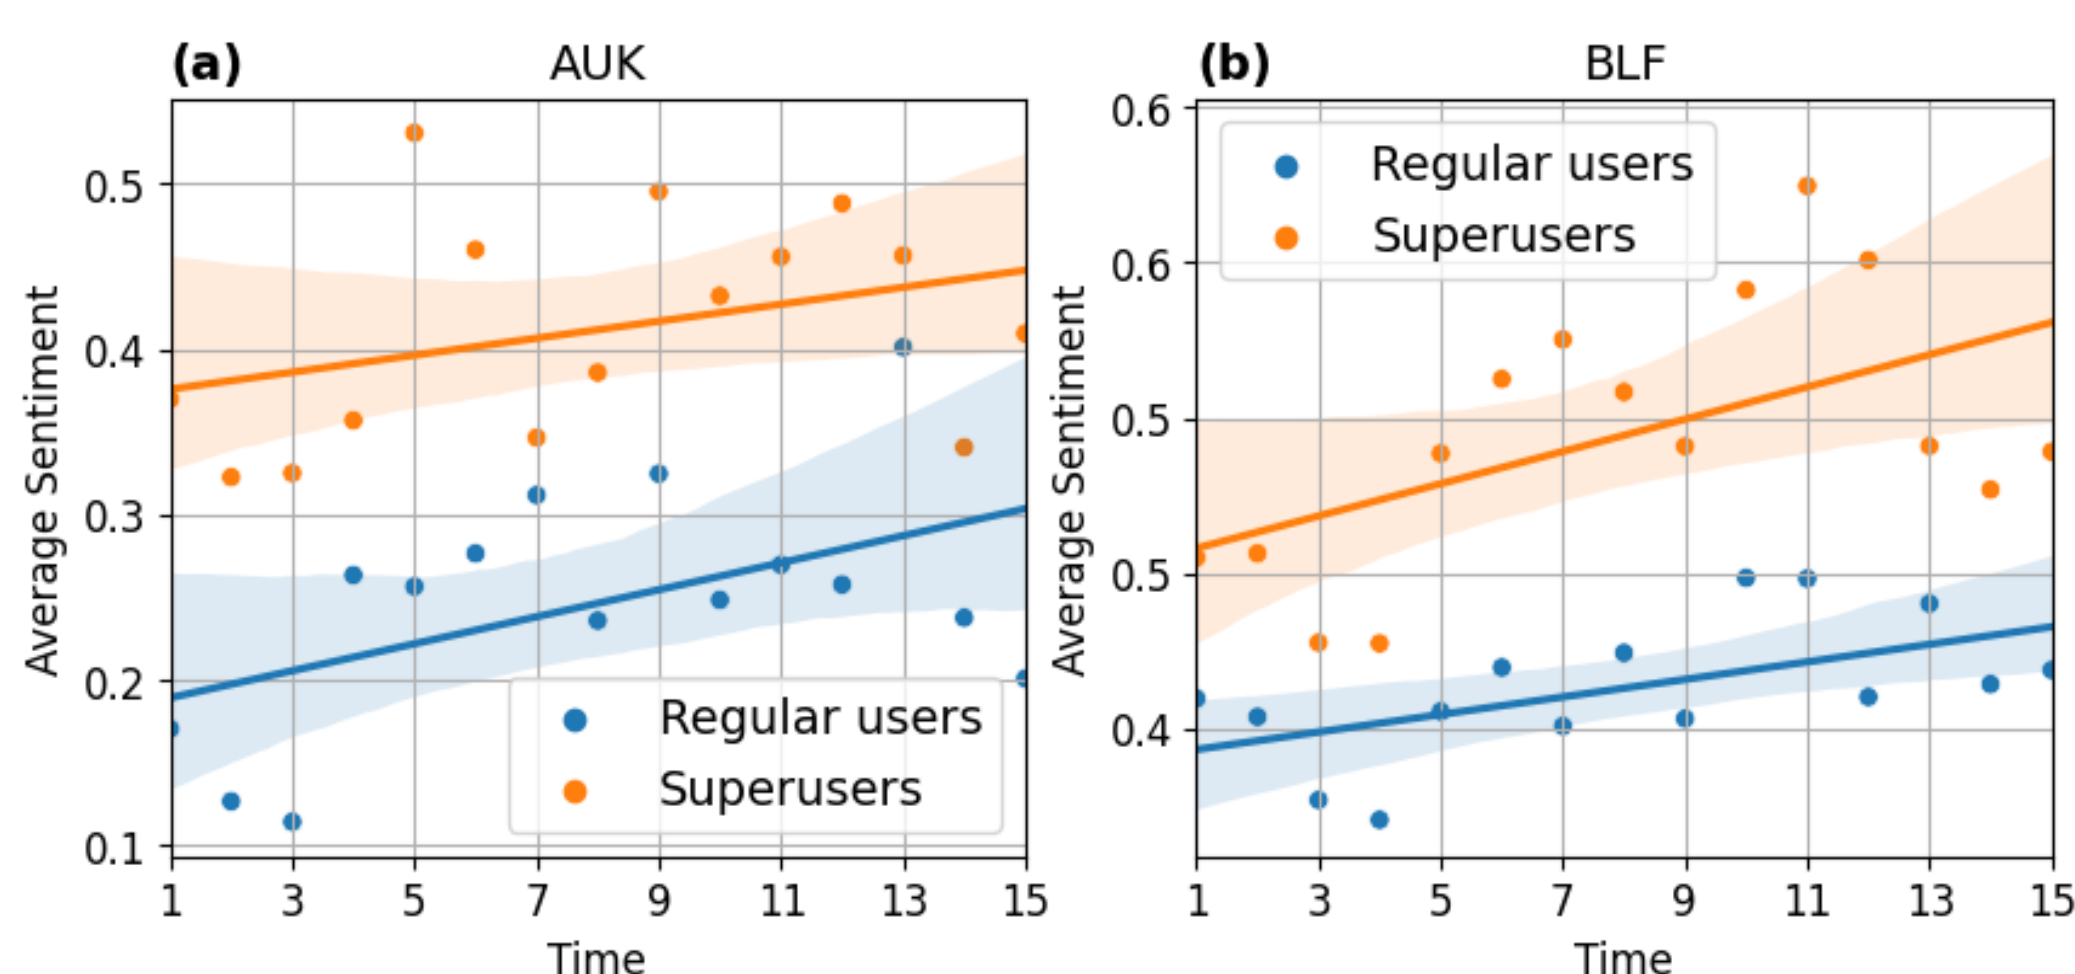 (a) AUK
0.5
0.4
0.3
0.2
0.1
Average Sentiment
Regular users
Superusers
1 3 5 7 9 11 13 15
Time
(b) BLF
0.6
0.6
0.5
0.5
0.4
Average Sentiment
Regular users
Superusers
1 3 5 7 9 11 13 15
Time